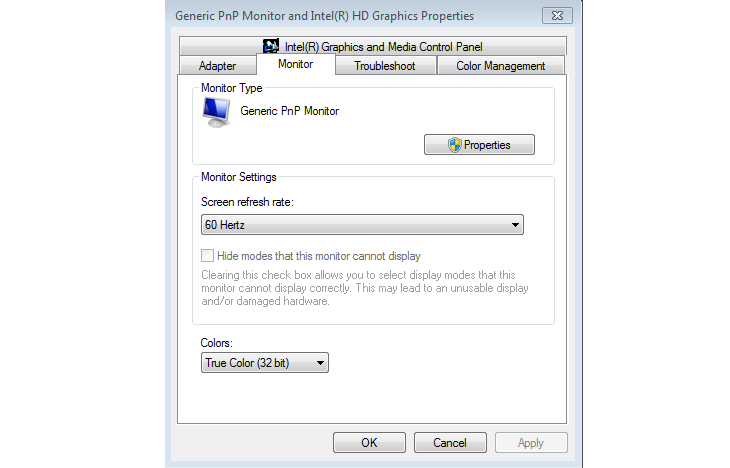 Generic PnP Monitor and Intel(R) HD Graphics Properties
Intel(R) Graphics and Media Control Panel
Adapter Monitor Troubleshoot Color Management
Monitor Type
Generic PnP Monitor
Properties
Monitor Settings
Screen refresh rate:
60 Hertz
Hide modes that this monitor cannot display
Clearing this check box allows you to select display modes that this
monitor cannot display correctly. This may lead to an unusable display
and/or damaged hardware.
Colors:
True Color (32 bit)
OK Cancel Apply